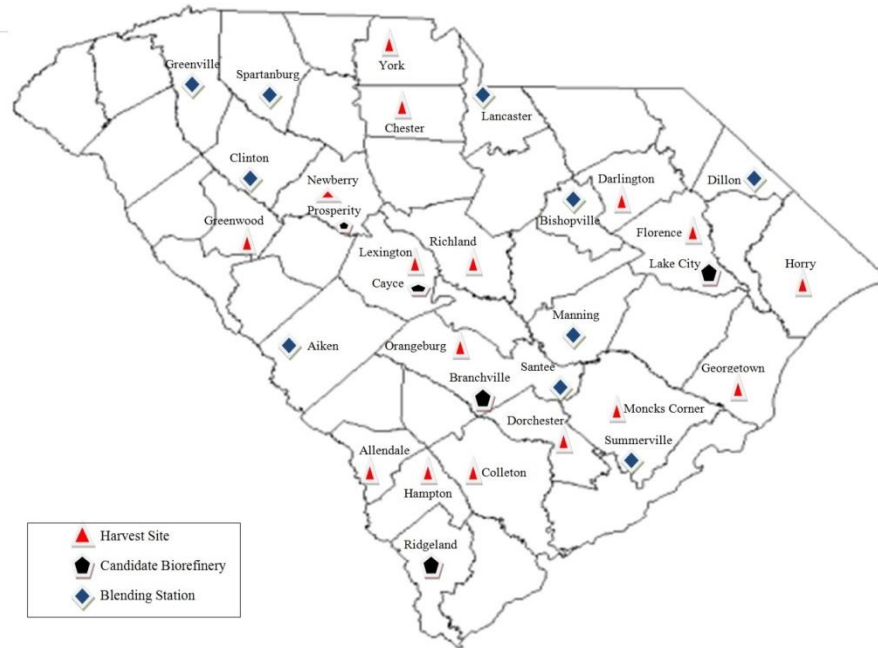 York
Greenville
Spartanburg
Lancaster
Chester
Clinton
Newberry
Darlington
Dillon
Prosperity
Bishopville
Greenwood
Florence
Lexington
Richland
Lake City
Horry
Cayce
Manning
Aiken
Orangeburg
Santee
Georgetown
Branchville
Moncks Corner
Dorchester
Summerville
Allendale
Hampton
Colleton
Ridgeland
Harvest Site
Candidate Biorefinery
Blending Station